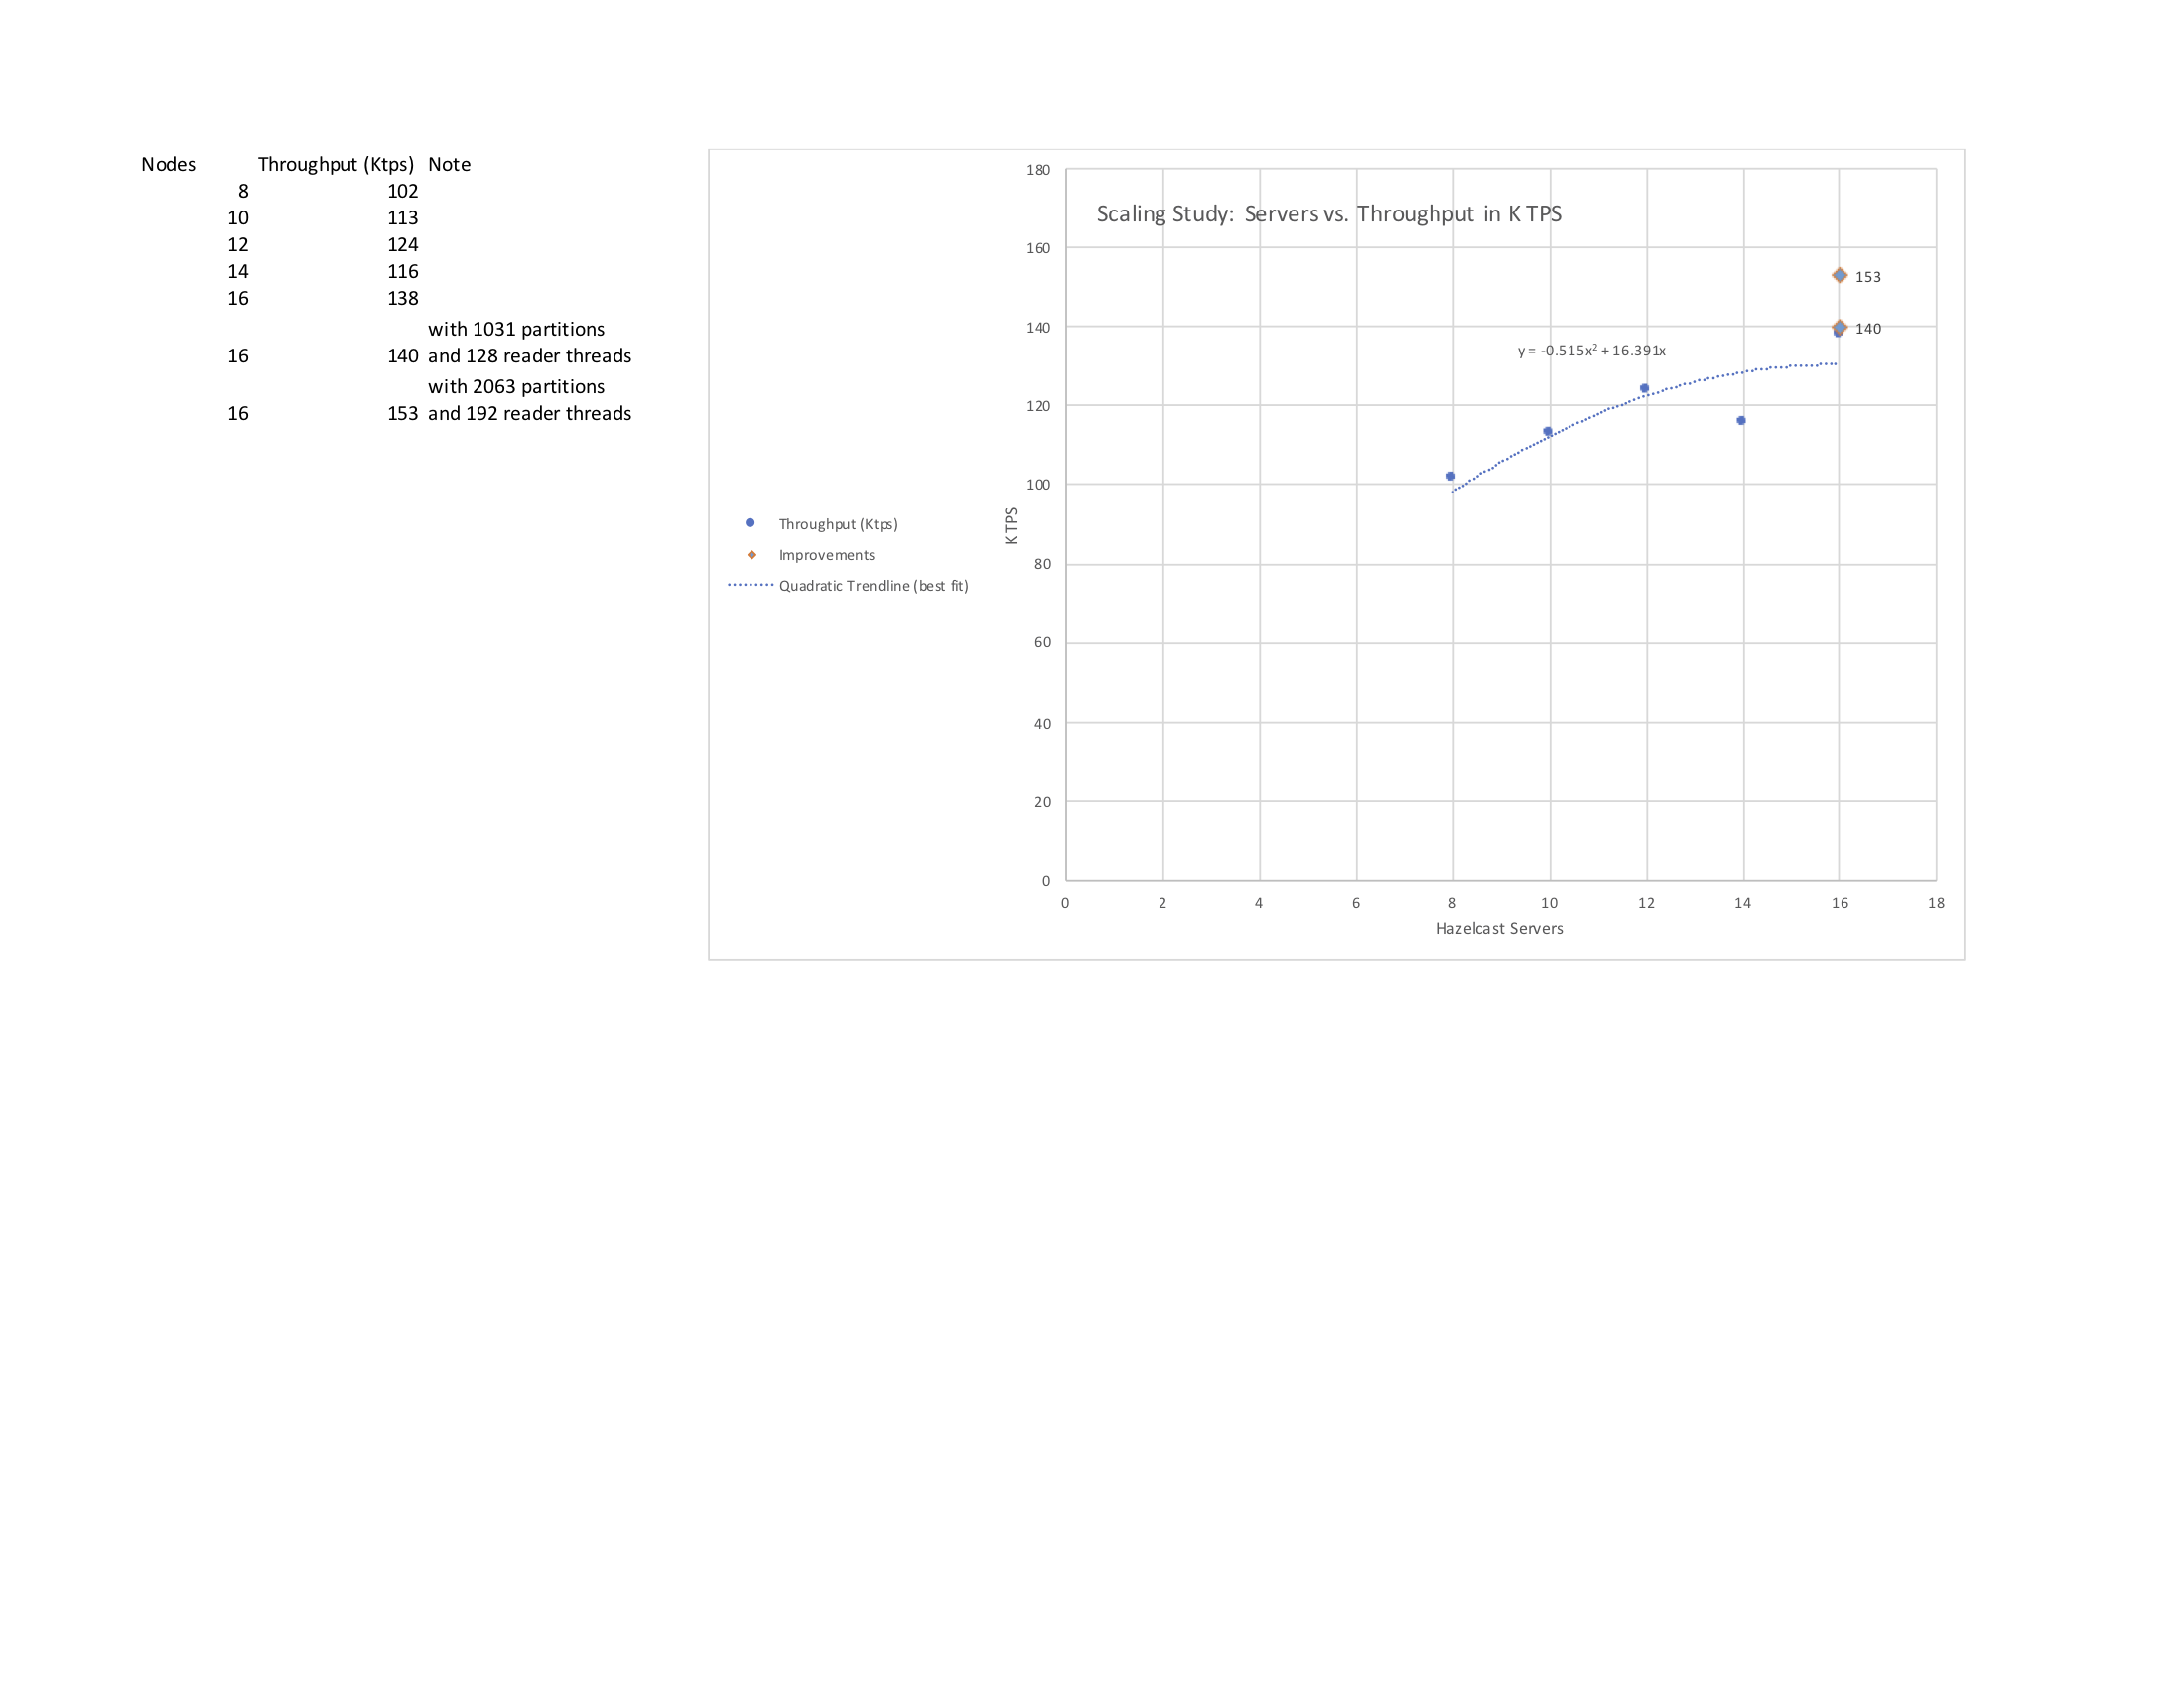 Nodes Throughput (Ktps) Note
8 102
10 113
12 124
14 116
16 138
with 1031 partitions
16 140 and 128 reader threads
with 2063 partitions
16 153 and 192 reader threads
Scaling Study: Servers vs. Throughput in K TPS
180
160
140
120
100
80
60
40
20
0
K TPS
153
140
y = -0.515x² + 16.391x
Throughput (Ktps)
Improvements
Quadratic Trendline (best fit)
0 2 4 6 8 10 12 14 16 18
Hazelcast Servers